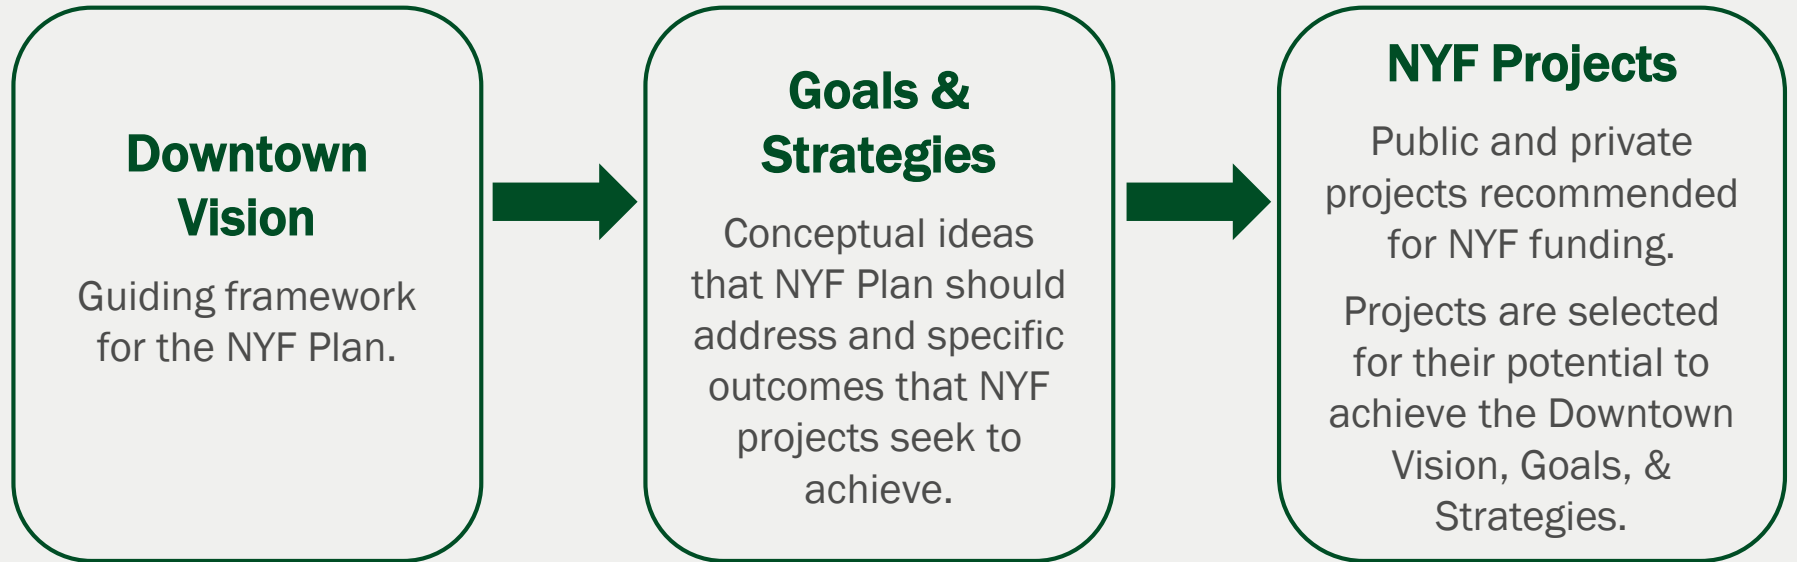 Downtown
Vision
Guiding framework
for the NYF Plan.
Goals &
Strategies
Conceptual ideas
that NYF Plan should
address and specific
outcomes that NYF
projects seek to
achieve.
NYF Projects
Public and private
projects recommended
for NYF funding.
Projects are selected
for their potential to
achieve the Downtown
Vision, Goals, &
Strategies.